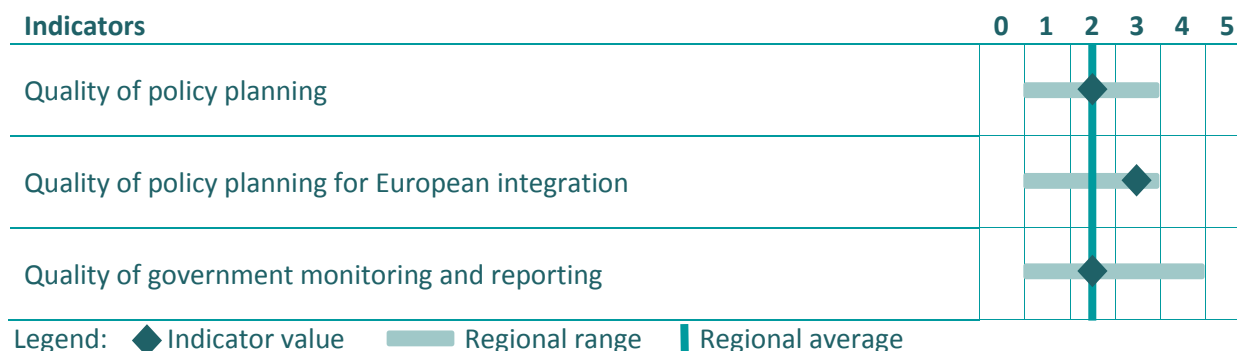 Indicators 0 1 2 3 4 5
Quality of policy planning
Quality of policy planning for European integration
Quality of government monitoring and reporting
Legend: Indicator value Regional range Regional average